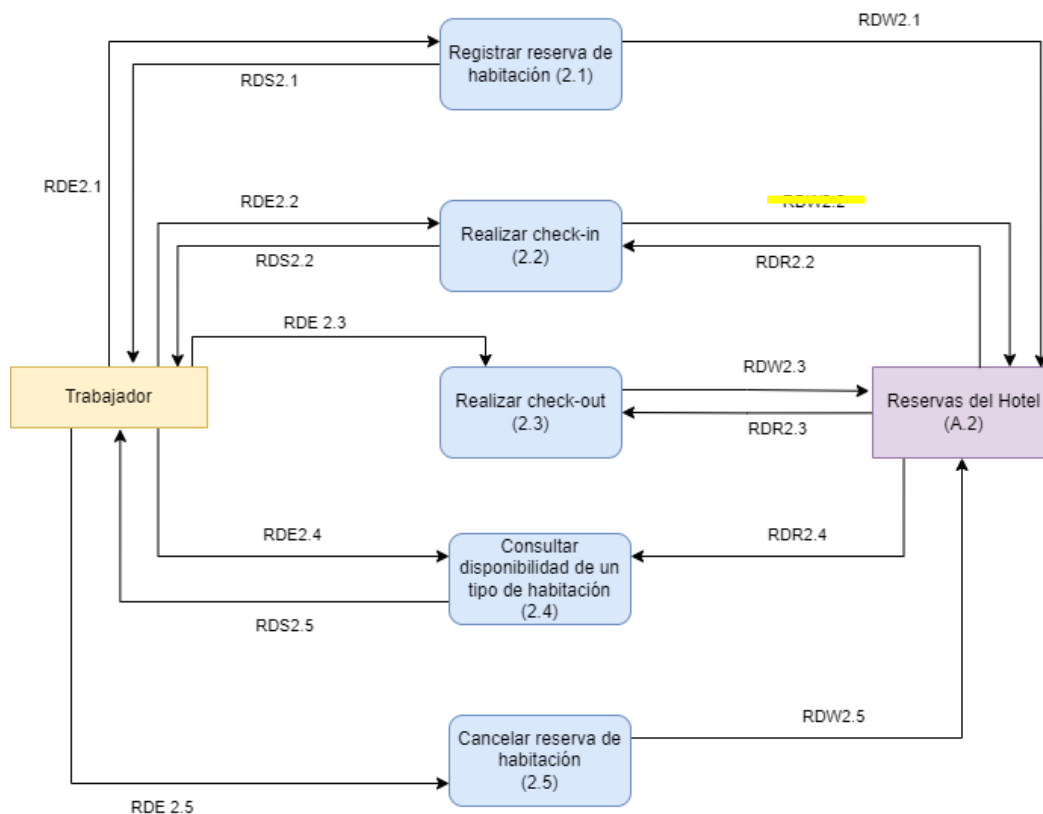 RDW2.1
Registrar reserva de
habitación (2.1)
RDS2.1
RDE2.1
RDE2.2
RDW2.2
Realizar check-in
(2.2)
RDS2.2
RDR2.2
RDE 2.3
RDW2.3
Trabajador
Realizar check-out
(2.3)
Reservas del Hotel
(A.2)
RDR2.3
RDE2.4
Consultar
disponibilidad de un
tipo de habitación
(2.4)
RDR2.4
RDS2.5
RDW2.5
Cancelar reserva de
habitación
(2.5)
RDE 2.5